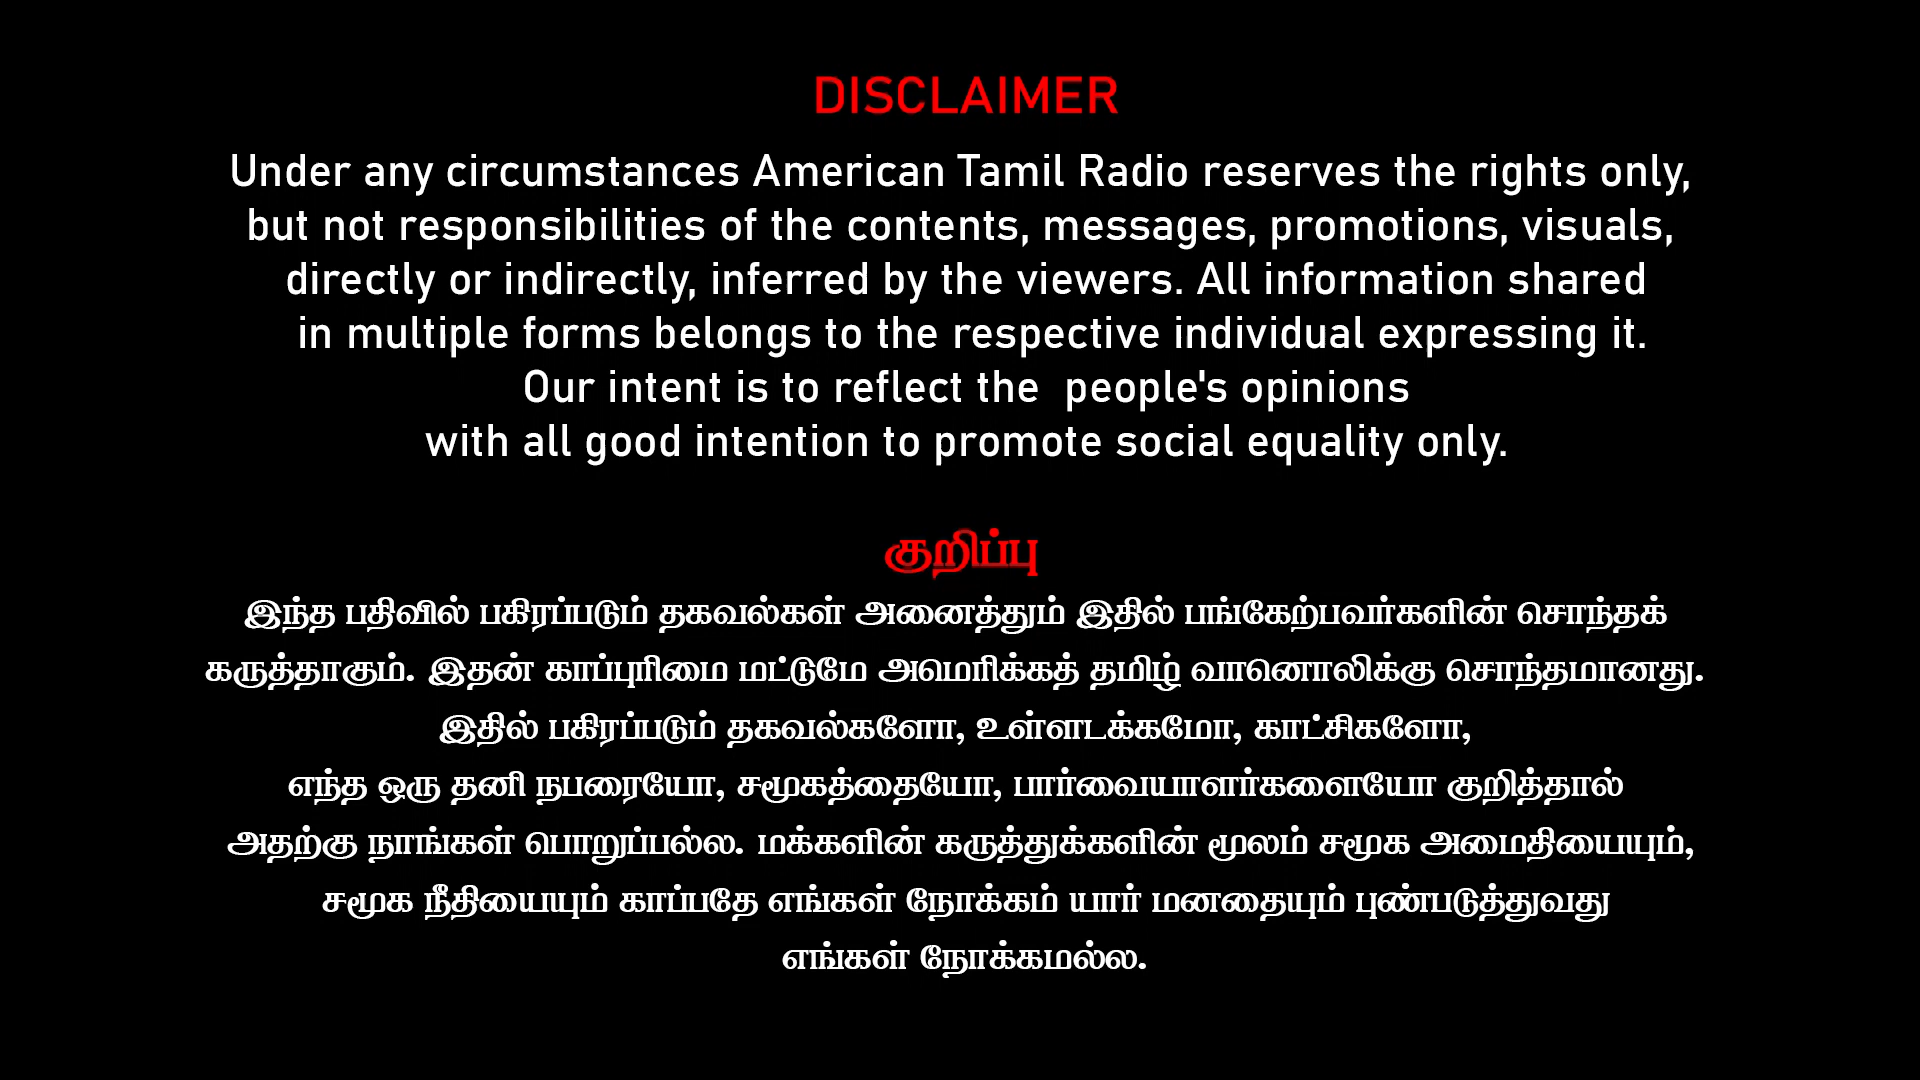 DISCLAIMER
Under any circumstances American Tamil Radio reserves the rights only,
but not responsibilities of the contents, messages, promotions, visuals,
directly or indirectly, inferred by the viewers. All information shared
in multiple forms belongs to the respective individual expressing it.
Our intent is to reflect the  people's opinions
with all good intention to promote social equality only.
குறிப்பு
இந்த பதிவில் பகிரப்படும் தகவல்கள் அனைத்தும் இதில் பங்கேற்பவர்களின் சொந்தக்
கருத்தாகும். இதன் காப்புரிமை மட்டுமே அமெரிக்கத் தமிழ் வானொலிக்கு சொந்தமானது.
இதில் பகிரப்படும் தகவல்களோ, உள்ளடக்கமோ, காட்சிகளோ,
எந்த ஒரு தனி நபரையோ, சமூகத்தையோ, பார்வையாளர்களையோ குறித்தால்
அதற்கு நாங்கள் பொறுப்பல்ல. மக்களின் கருத்துக்களின் மூலம் சமூக அமைதியையும்,
சமூக நீதியையும் காப்பதே எங்கள் நோக்கம் யார் மனதையும் புண்படுத்துவது
எங்கள் நோக்கமல்ல.